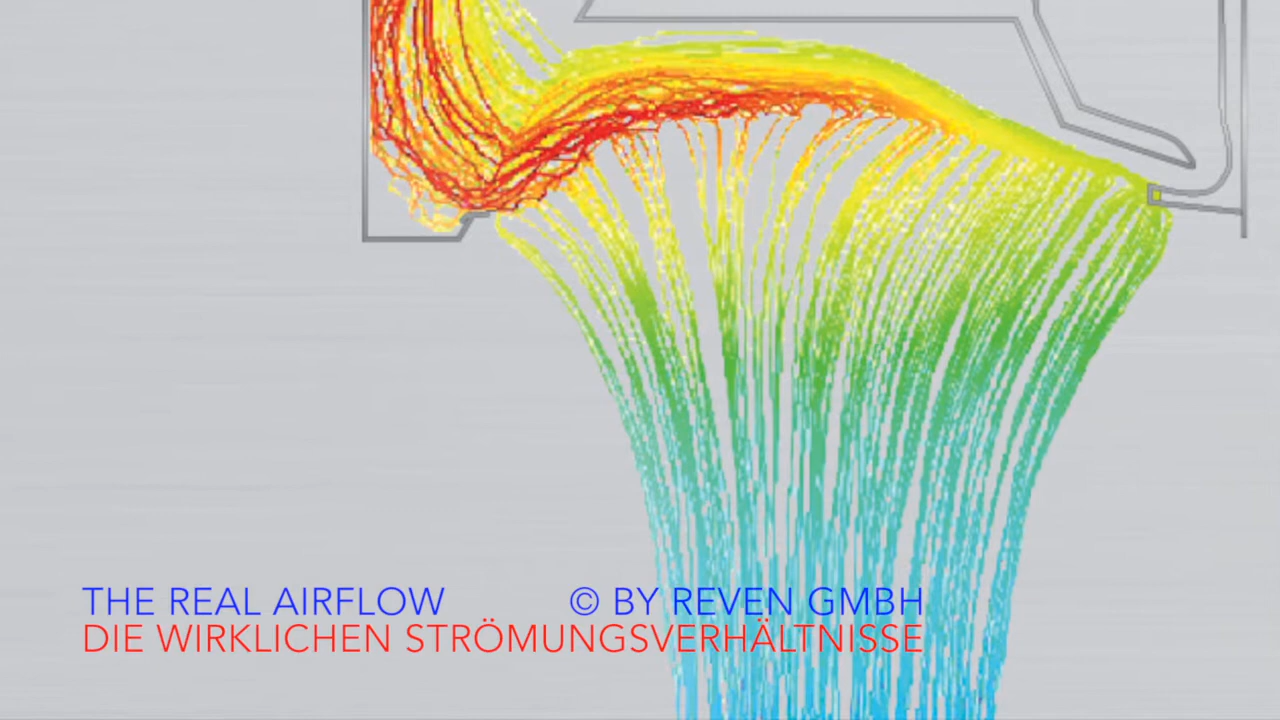 THE REAL AIRFLOW © BY REVEN GMBH
DIE WIRKLICHEN STRÖMUNGSVERHÄLTNISSE